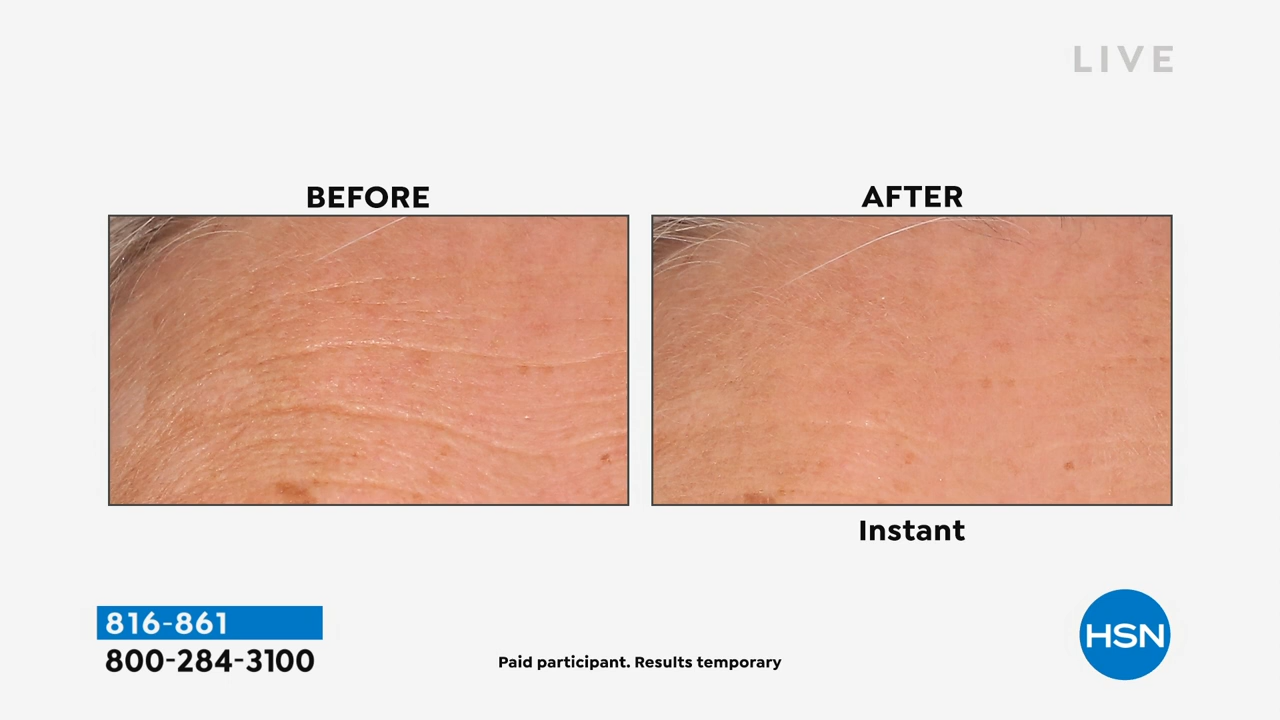 LIVE
BEFORE
AFTER
Instant
816-861
800-284-3100
Paid participant. Results temporary
HSN